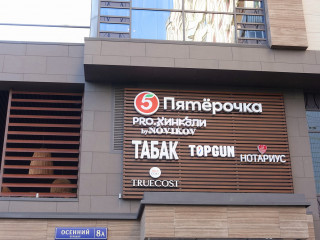 5 Пятёрочка
PRO.ХИНКАЛИ
by NOVIKOV
ТАБАК TOPGUN НОТАРИУС
TRUECOST
ОСЕННИЙ 8А